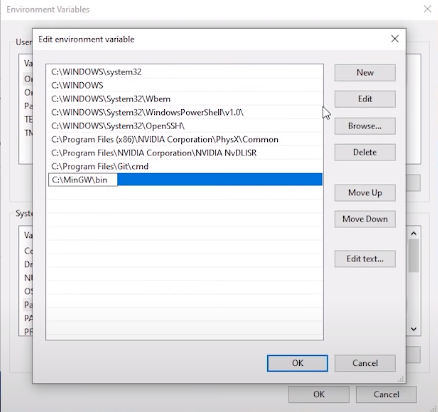 Environment Variables
User
Edit environment variable
Va
On
On
Pa
TE
TN
C:\WINDOWS\system32
C:\WINDOWS
C:\WINDOWS\System32\Wbem
C:\WINDOWS\System32\WindowsPowerShell\v1.0\
C:\WINDOWS\System32\OpenSSH\
C:\Program Files (x86)\NVIDIA Corporation\PhysX\Common
C:\Program Files\NVIDIA Corporation\NVIDIA NvDLISR
C:\Program Files\Git\cmd
C:\MinGW\bin
New
Edit
Browse...
Delete
Move Up
Move Down
Edit text...
Syste
Va
Co
Dr
NU
OS
Pa
PA
PR
OK
Cancel
OK
Cancel